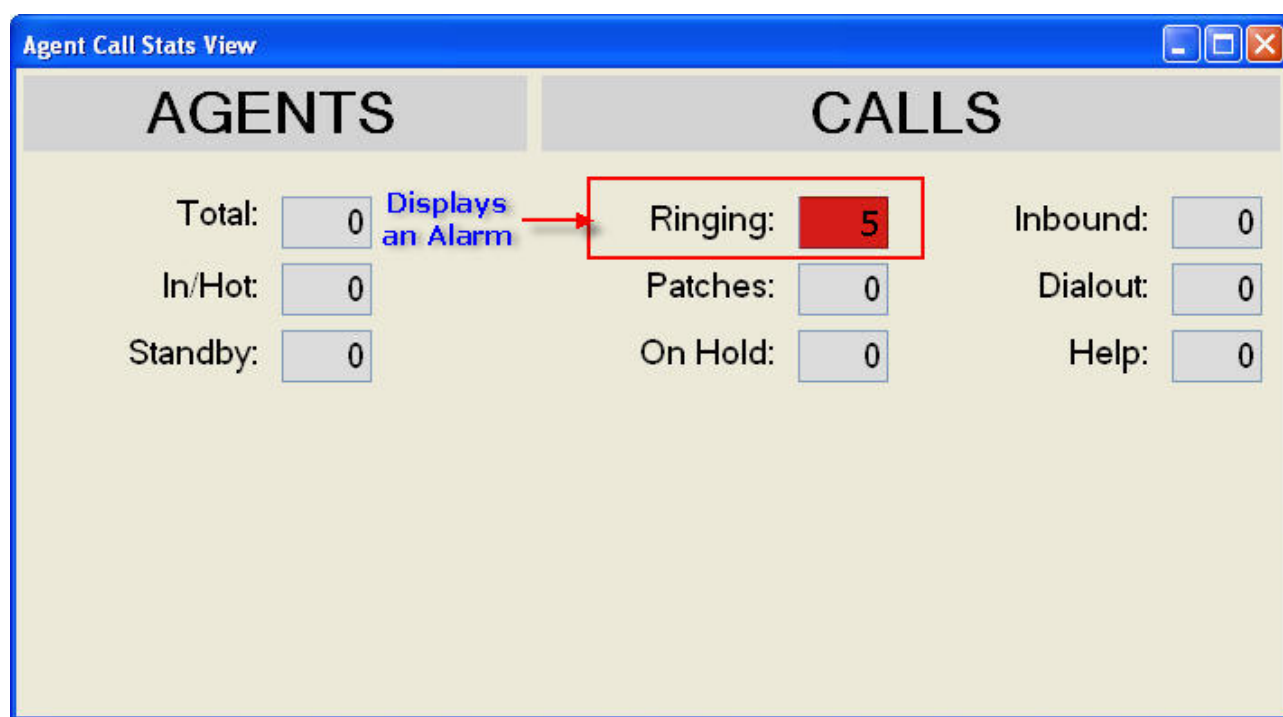 Agent Call Stats View
AGENTS
CALLS
Total: 0
Displays
an Alarm
Ringing: 5
Inbound: 0
In/Hot: 0
Patches: 0
Dialout: 0
Standby: 0
On Hold: 0
Help: 0